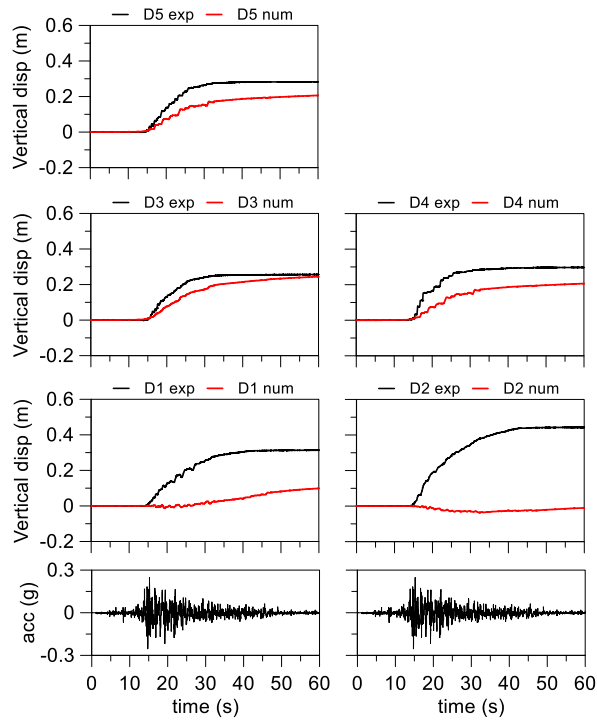 D5 exp D5 num
Vertical disp (m)
0.6
0.4
0.2
0
-0.2
D3 exp D3 num
D4 exp D4 num
Vertical disp (m)
0.6
0.4
0.2
0
-0.2
D1 exp D1 num
D2 exp D2 num
Vertical disp (m)
0.6
0.4
0.2
0
-0.2
acc (g)
0.3
0
-0.3
0 10 20 30 40 50 60
0 10 20 30 40 50 60
time (s)
time (s)